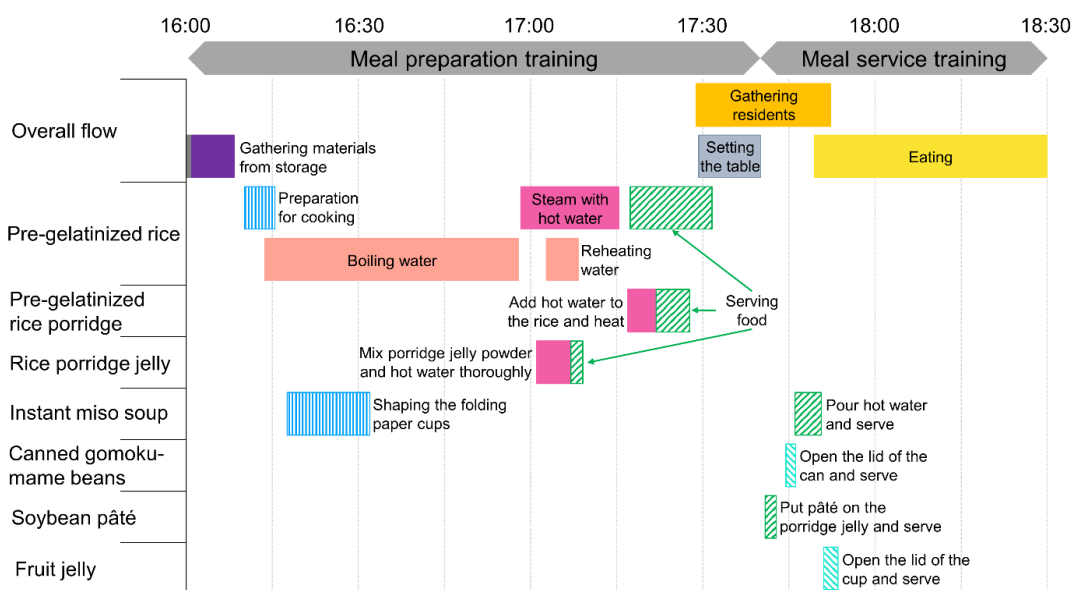 16:00 16:30 17:00 17:30 18:00 18:30
Meal preparation training
Meal service training
Overall flow
Gathering
residents
Gathering materials
from storage
Setting
the table
Eating
Pre-gelatinized rice
Preparation
for cooking
Steam with
hot water
Boiling water
Reheating
water
Pre-gelatinized
rice porridge
Add hot water to
the rice and heat
Serving
food
Rice porridge jelly
Mix porridge jelly powder
and hot water thoroughly
Instant miso soup
Shaping the folding
paper cups
Pour hot water
and serve
Canned gomoku-
mame beans
Open the lid of the
can and serve
Soybean pâté
Put pâté on the
porridge jelly and serve
Fruit jelly
Open the lid of the
cup and serve